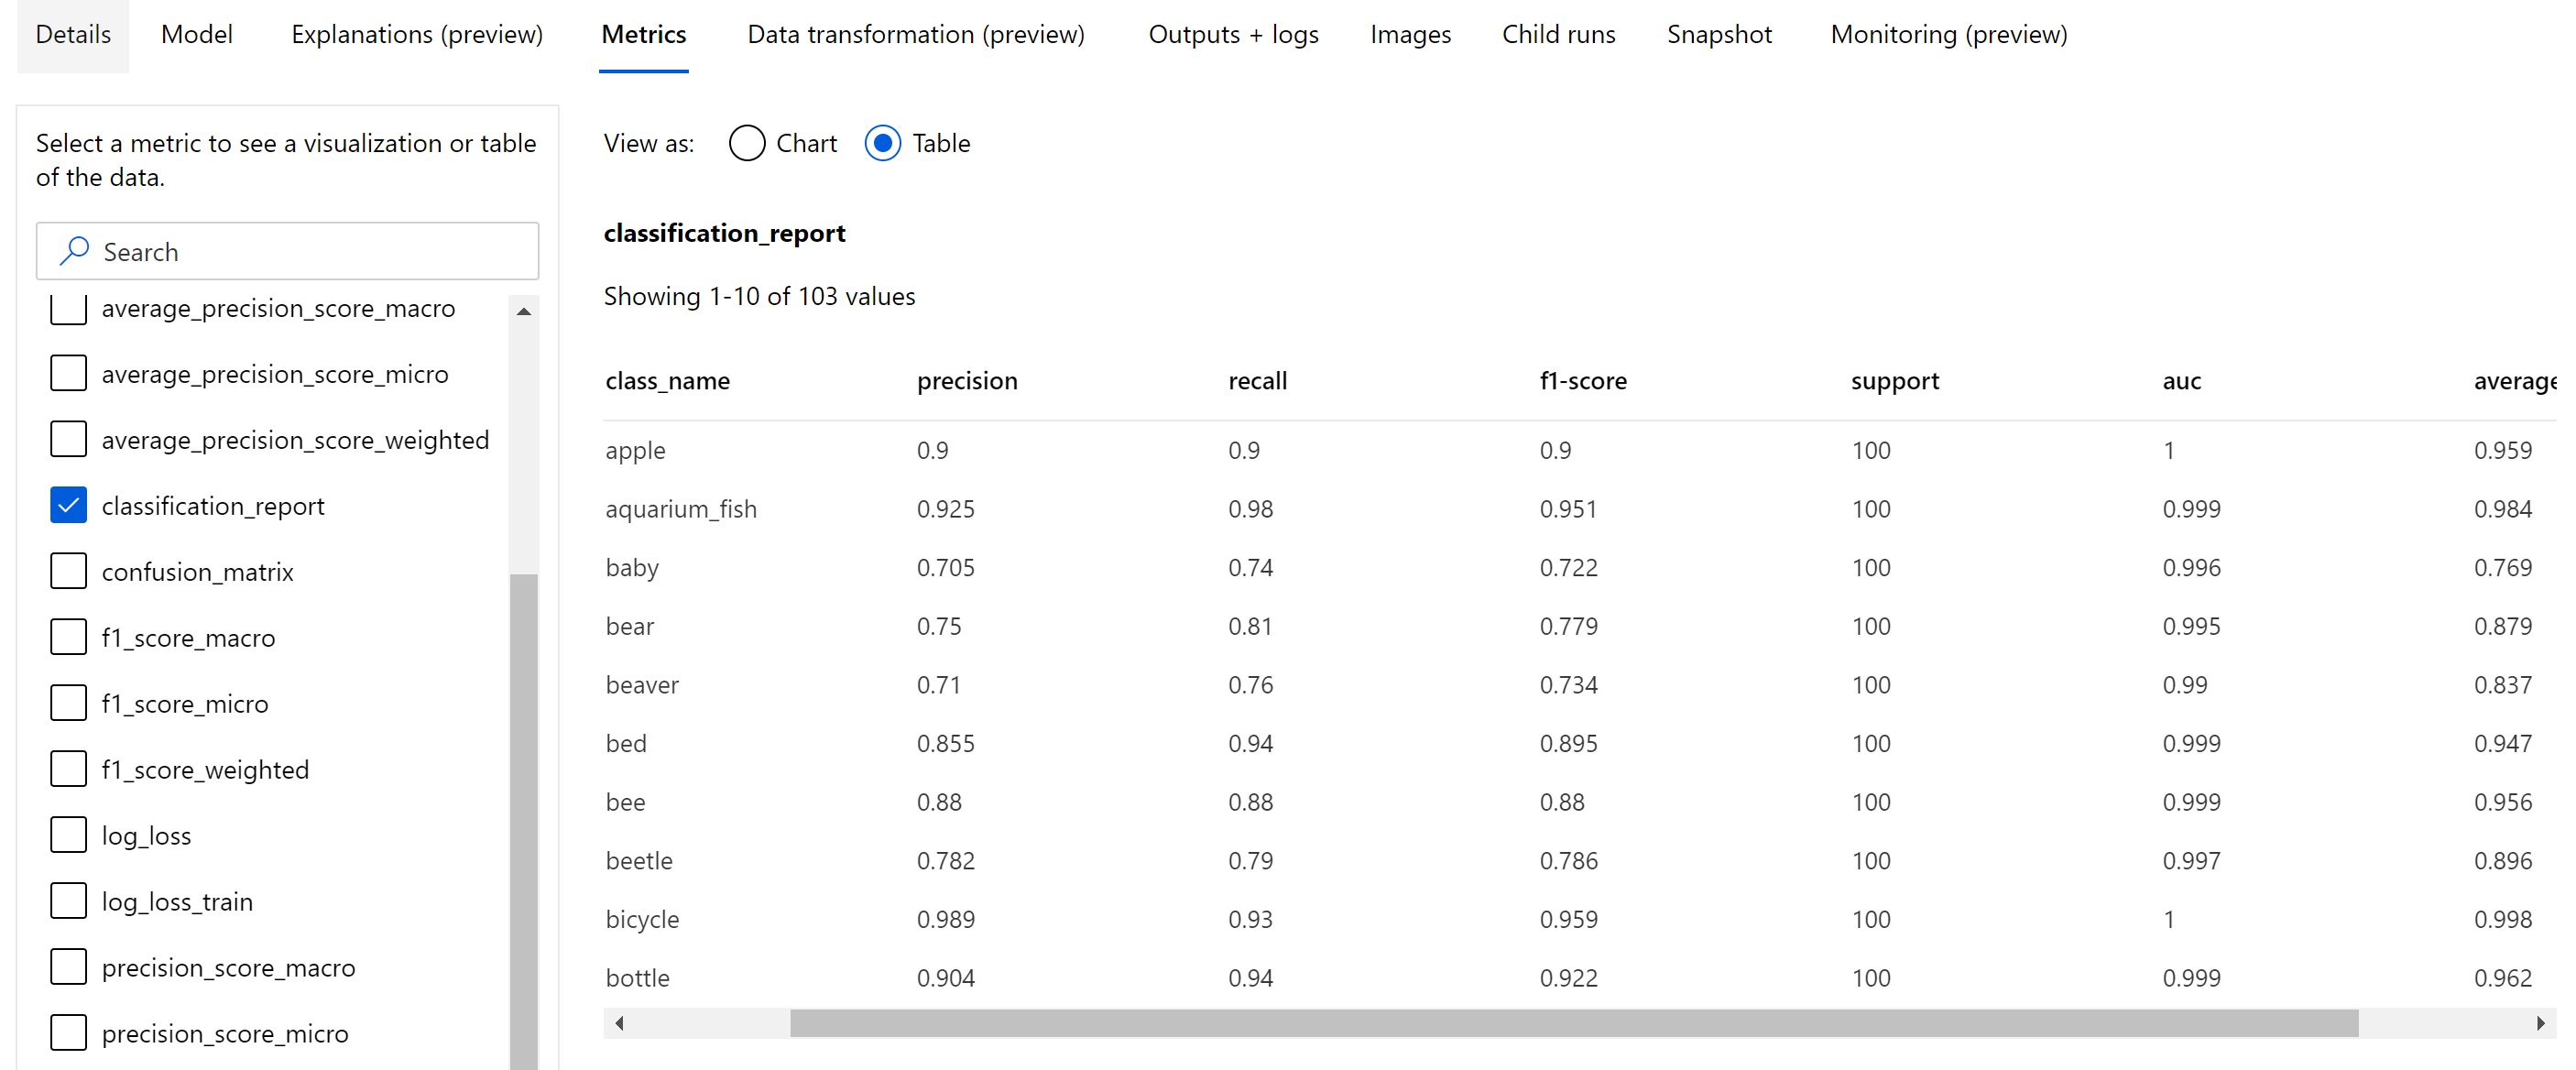 Details Model Explanations (preview) Metrics Data transformation (preview) Outputs + logs Images Child runs Snapshot Monitoring (preview)
Select a metric to see a visualization or table
of the data.
Search
average_precision_score_macro
average_precision_score_micro
average_precision_score_weighted
classification_report
confusion_matrix
f1_score_macro
f1_score_micro
f1_score_weighted
log_loss
log_loss_train
precision_score_macro
precision_score_micro
View as: Chart Table
classification_report
Showing 1-10 of 103 values
class_name precision recall f1-score support auc average
apple 0.9 0.9 0.9 100 1 0.959
aquarium_fish 0.925 0.98 0.951 100 0.999 0.984
baby 0.705 0.74 0.722 100 0.996 0.769
bear 0.75 0.81 0.779 100 0.995 0.879
beaver 0.71 0.76 0.734 100 0.99 0.837
bed 0.855 0.94 0.895 100 0.999 0.947
bee 0.88 0.88 0.88 100 0.999 0.956
beetle 0.782 0.79 0.786 100 0.997 0.896
bicycle 0.989 0.93 0.959 100 1 0.998
bottle 0.904 0.94 0.922 100 0.999 0.962